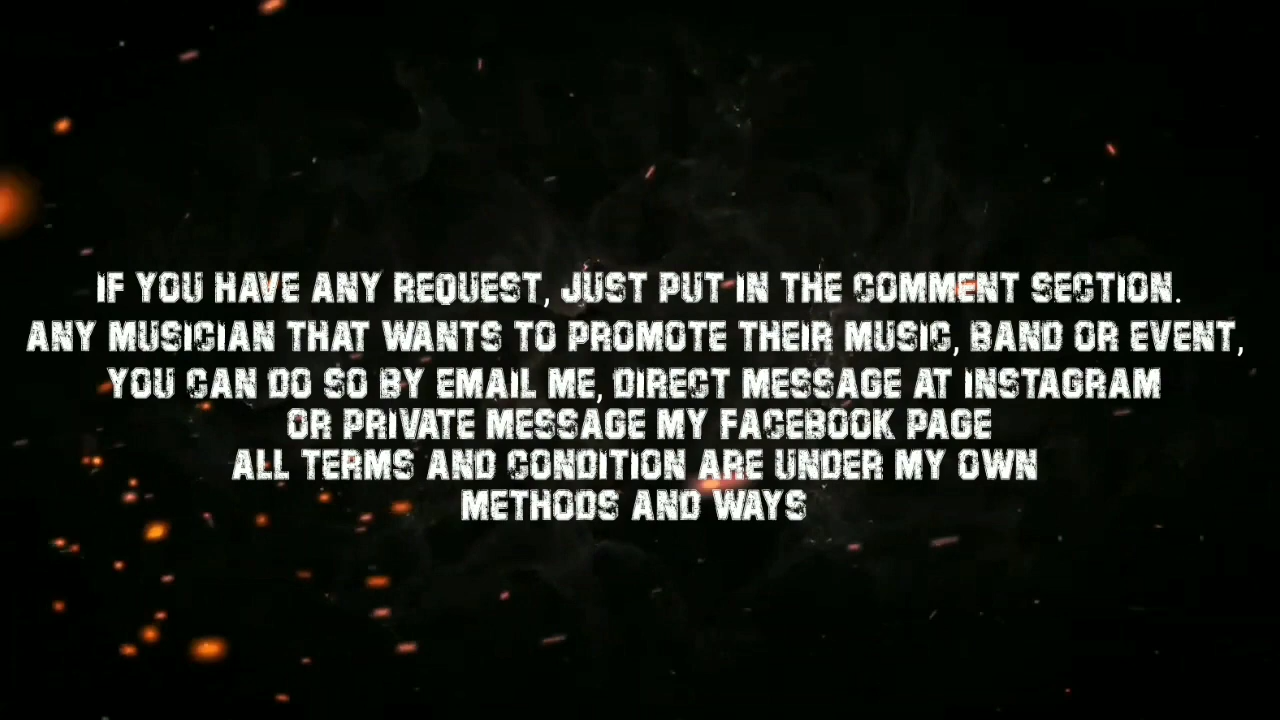 IF YOU HAVE ANY REQUEST, JUST PUT IN THE COMMENT SECTION.
ANY MUSICIAN THAT WANTS TO PROMOTE THEIR MUSIC, BAND OR EVENT,
YOU CAN DO SO BY EMAIL ME, DIRECT MESSAGE AT INSTAGRAM
OR PRIVATE MESSAGE MY FACEBOOK PAGE
ALL TERMS AND CONDITION ARE UNDER MY OWN
METHODS AND WAYS